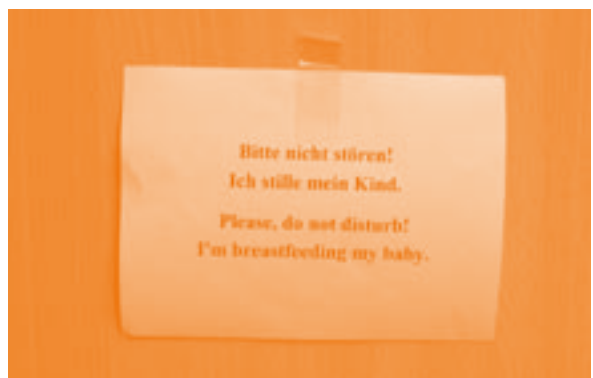 Bitte nicht stören!
Ich stille mein Kind.
Please, do not disturb!
I'm breastfeeding my baby.